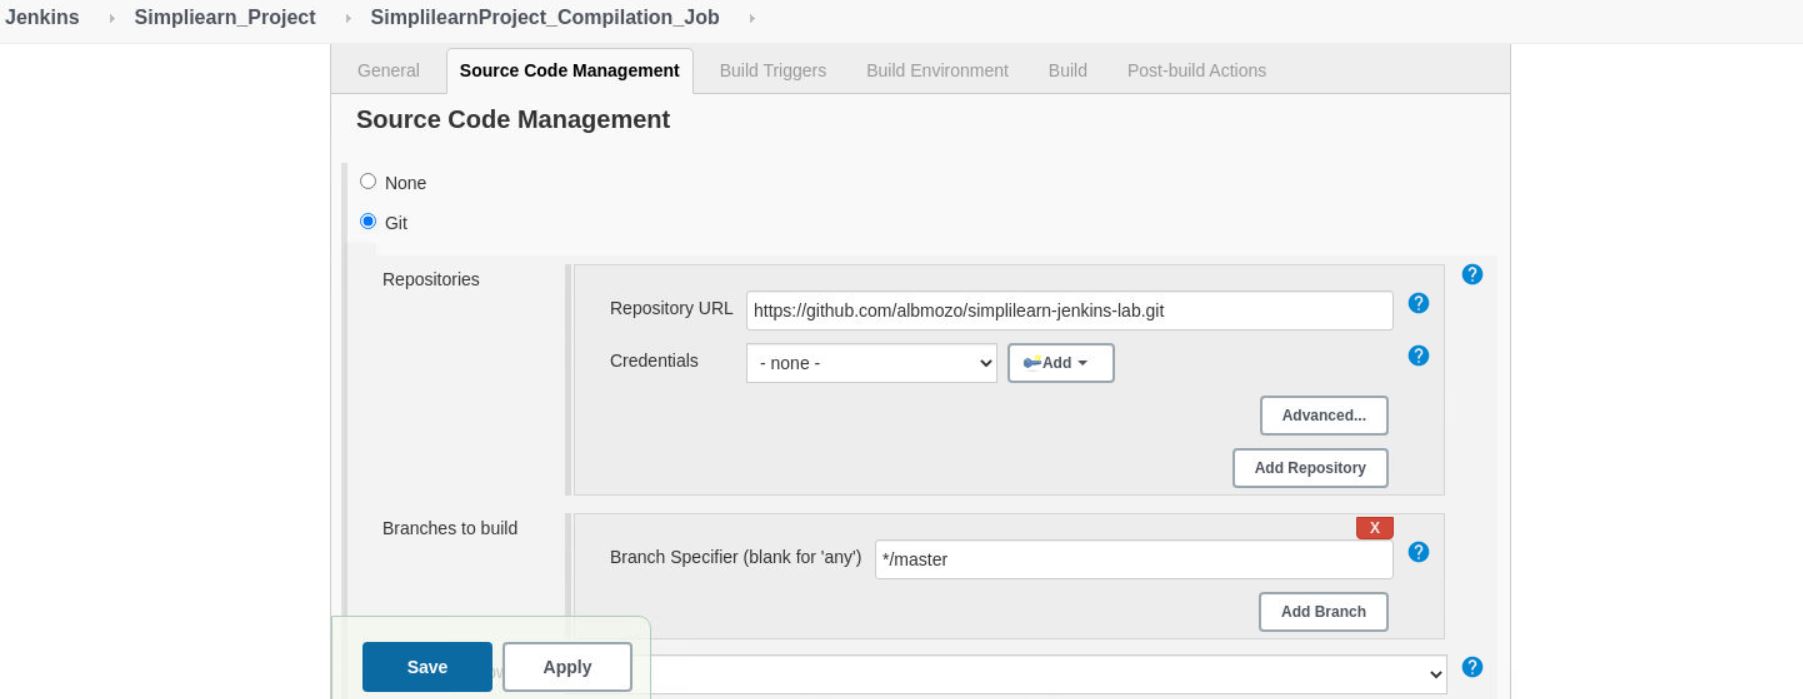 Jenkins Simpliearn_Project SimplilearnProject_Compilation_Job
General Source Code Management Build Triggers Build Environment Build Post-build Actions
Source Code Management
None
Git
Repositories
Repository URL https://github.com/albmozo/simplilearn-jenkins-lab.git
Credentials - none - Add
Advanced...
Add Repository
Branches to build
X
Branch Specifier (blank for 'any') */master
Add Branch
Save Apply